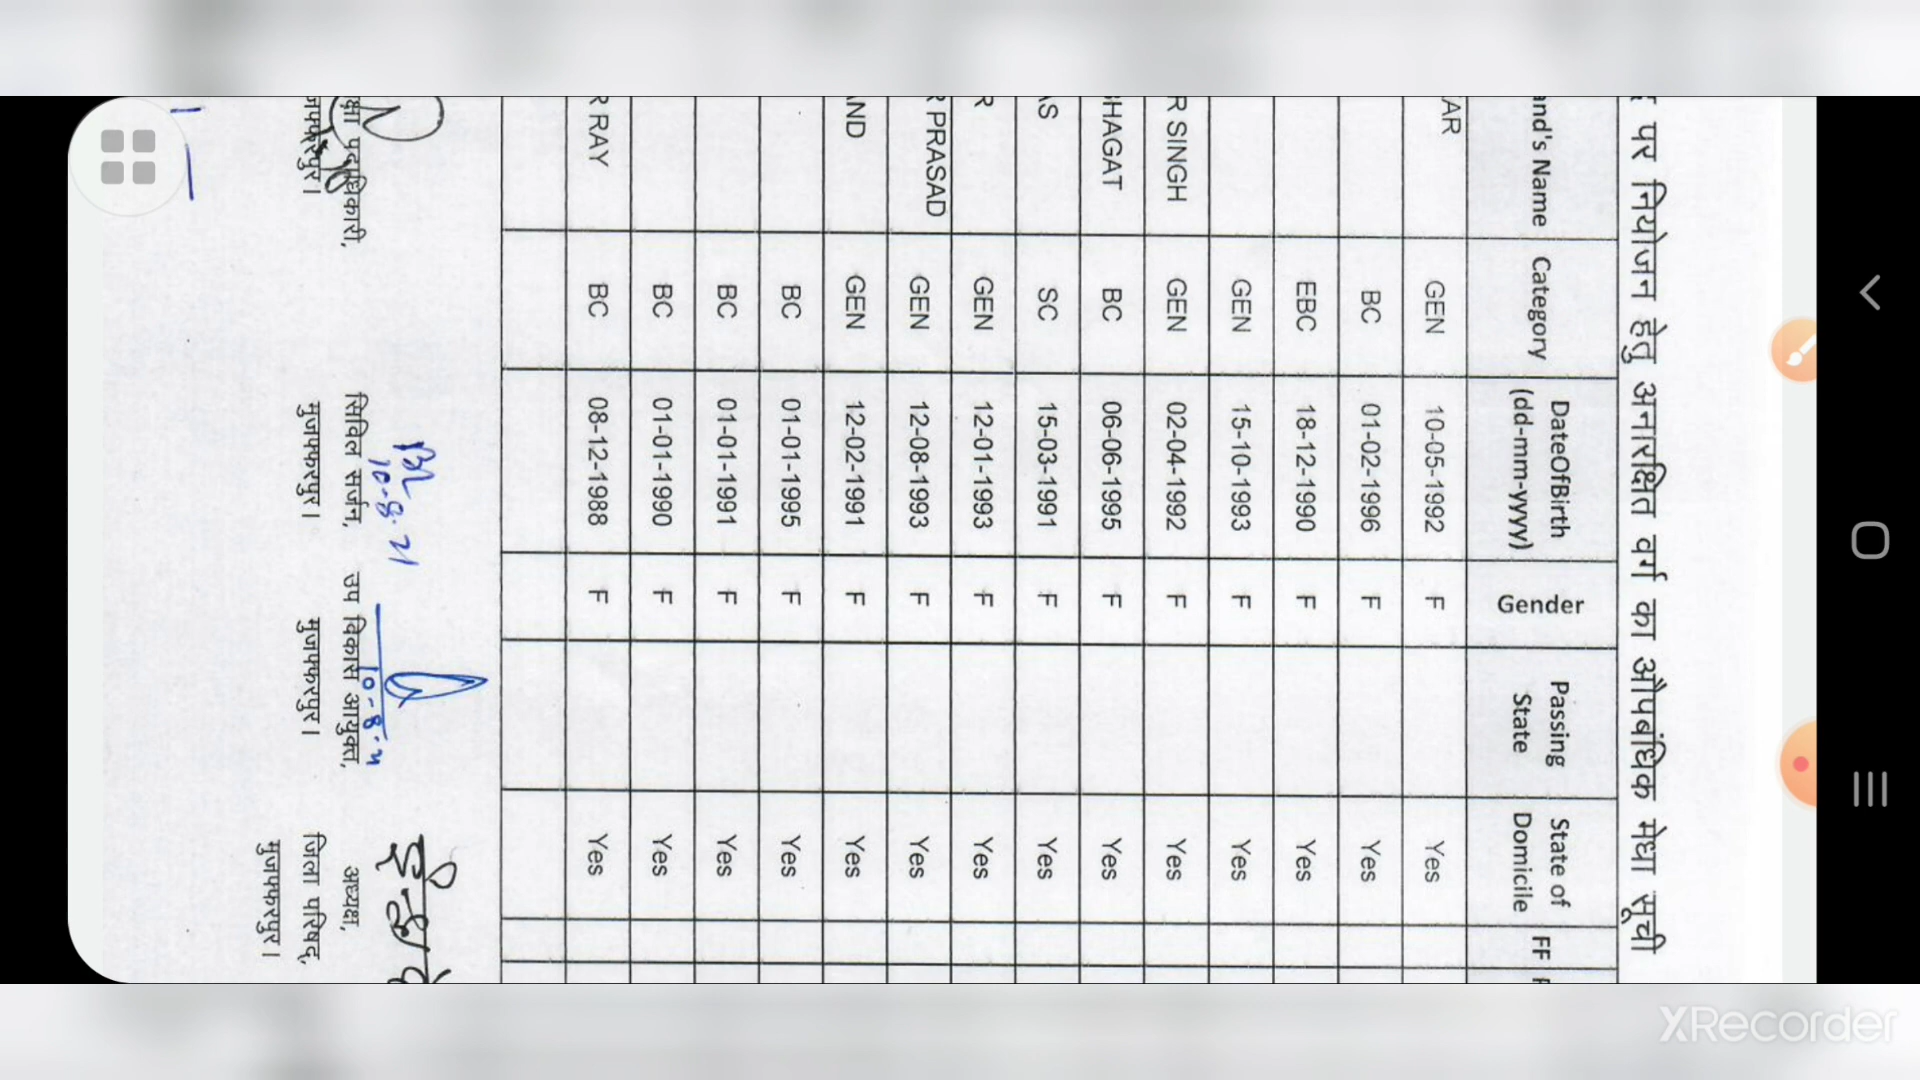 पर नियोजन हेतु अनारक्षित वर्ग का औपबंधिक मेघा सूची
and's Name Category DateOfBirth (dd-mm-yyyy) Gender Passing State State of Domicile FF
AR GEN 10-05-1992 F Yes
BC 01-02-1996 F Yes
EBC 18-12-1990 F Yes
GEN 15-10-1993 F Yes
R SINGH GEN 02-04-1992 F Yes
HAGAT BC 06-06-1995 F Yes
AS SC 15-03-1991 F Yes
R GEN 12-01-1993 F Yes
R PRASAD GEN 12-08-1993 F Yes
AND GEN 12-02-1991 F Yes
BC 01-01-1995 F Yes
BC 01-01-1991 F Yes
BC 01-01-1990 F Yes
R RAY BC 08-12-1988 F Yes
10-8-21
10-8-21
पदाधिकारी, सिविल सर्जन, उप विकास आयुक्त, अध्यक्ष,
मुजफ्फरपुर। मुजफ्फरपुर। जिला परिषद,
मुजफ्फरपुर।
XRecorder